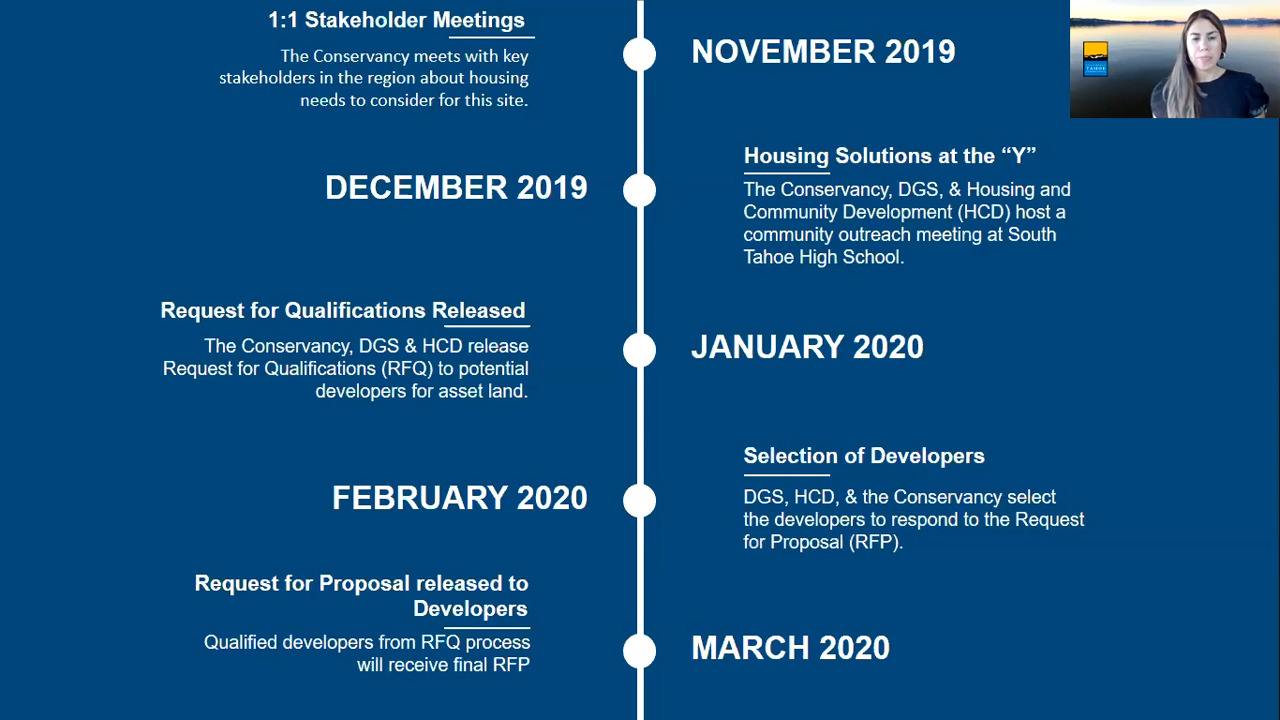 1:1 Stakeholder Meetings
The Conservancy meets with key
stakeholders in the region about housing
needs to consider for this site.
NOVEMBER 2019
DECEMBER 2019
Housing Solutions at the “Y”
The Conservancy, DGS, & Housing and
Community Development (HCD) host a
community outreach meeting at South
Tahoe High School.
Request for Qualifications Released
The Conservancy, DGS & HCD release
Request for Qualifications (RFQ) to potential
developers for asset land.
JANUARY 2020
FEBRUARY 2020
Selection of Developers
DGS, HCD, & the Conservancy select
the developers to respond to the Request
for Proposal (RFP).
Request for Proposal released to
Developers
Qualified developers from RFQ process
will receive final RFP
MARCH 2020
TAHOE